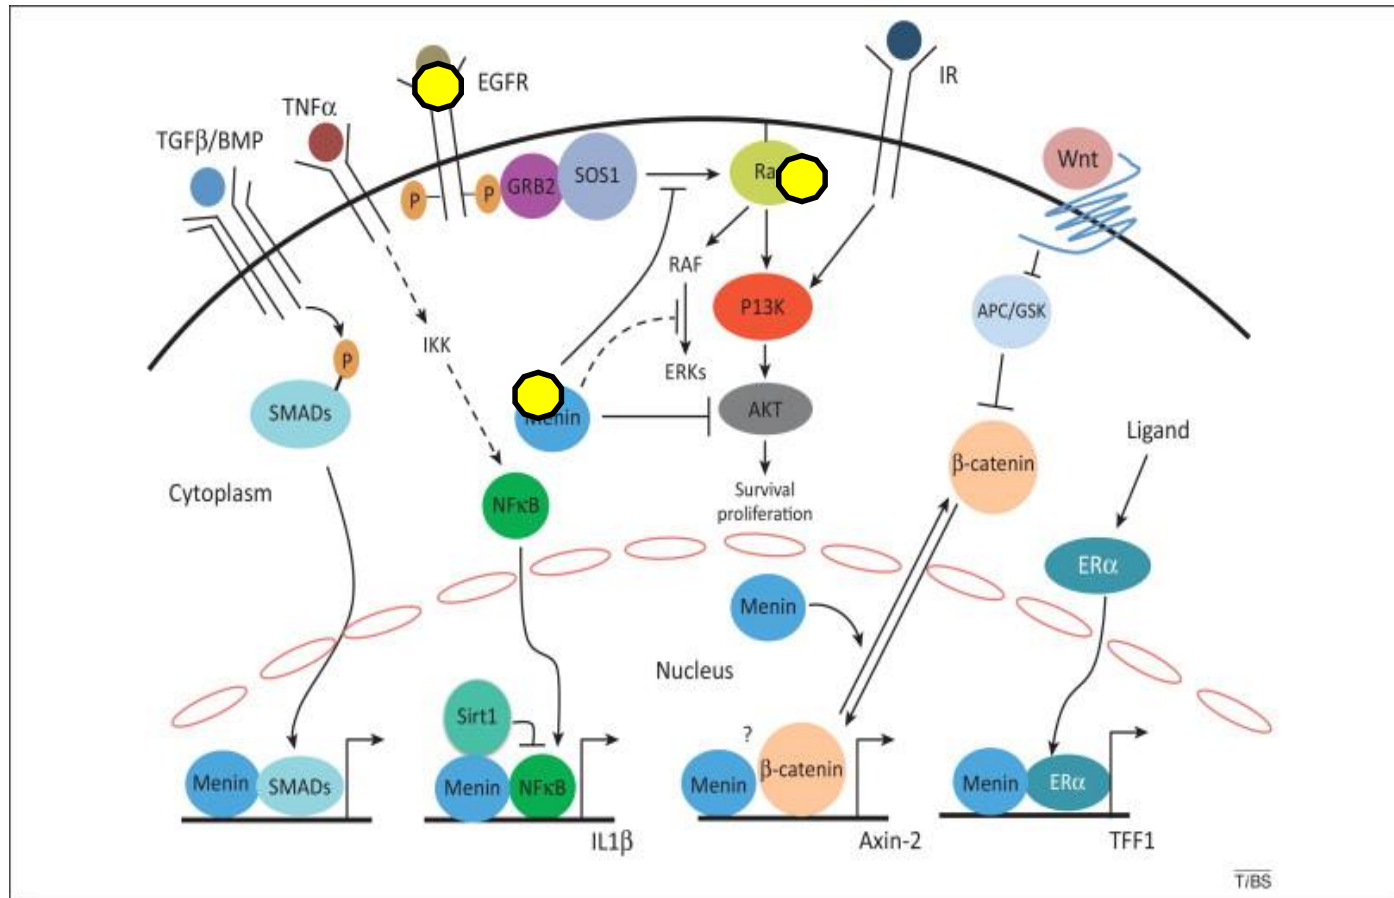 EGFR
IR
TNFα
TGFβ/BMP
Wnt
GRB2
SOS1
P
P
RAF
P13K
APC/GSK
IKK
P
ERKs
SMADs
AKT
Menin
Ligand
β-catenin
Cytoplasm
NFκB
Survival
proliferation
ERα
Menin
Nucleus
Sirt1
?
Menin
SMADs
Menin
NFκB
Menin
β-catenin
Menin
ERα
IL1β
Axin-2
TFF1
T/BS